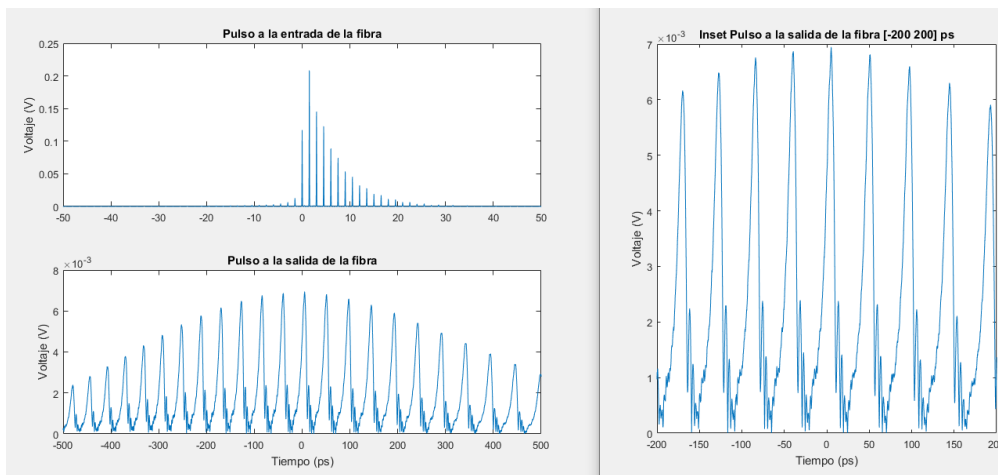 Pulso a la entrada de la fibra
0.25
0.2
0.15
0.1
0.05
0
Voltaje (V)
-50 -40 -30 -20 -10 0 10 20 30 40 50
Pulso a la salida de la fibra
×10⁻³
8
6
4
2
0
Voltaje (V)
-500 -400 -300 -200 -100 0 100 200 300 400 500
Tiempo (ps)
Inset Pulso a la salida de la fibra [-200 200] ps
×10⁻³
7
6
5
4
3
2
1
0
Voltaje (V)
-200 -150 -100 -50 0 50 100 150 200
Tiempo (ps)